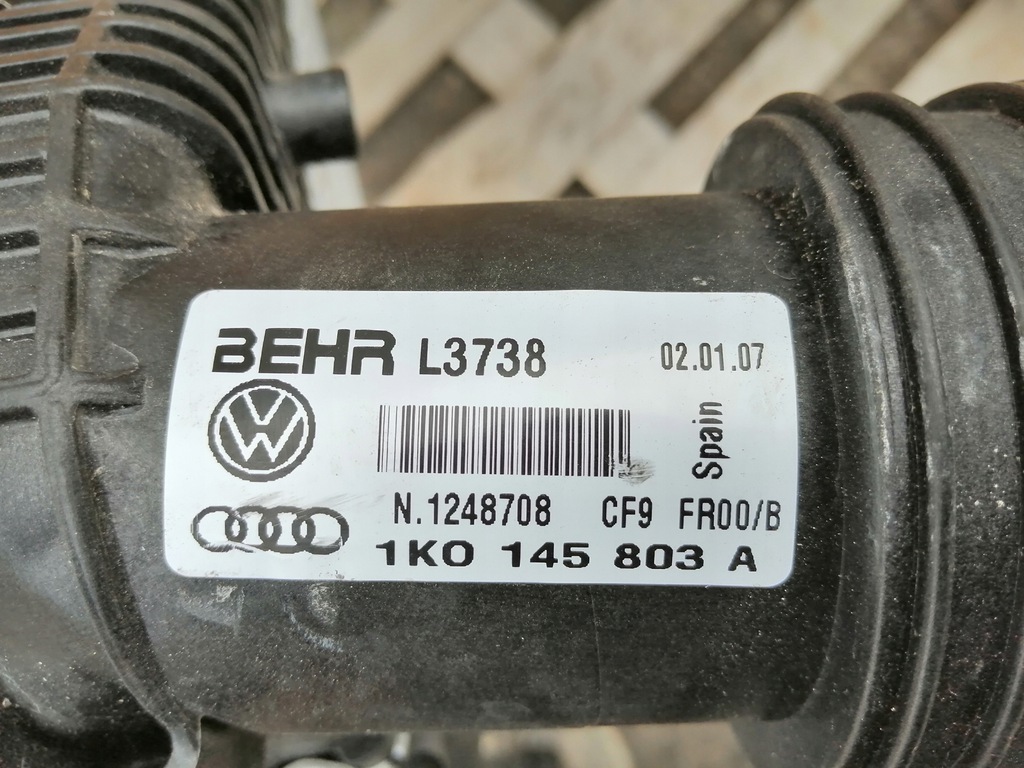 BEHR L3738 02.01.07
Spain
N.1248708 CF9 FR00/B
1K0 145 803 A